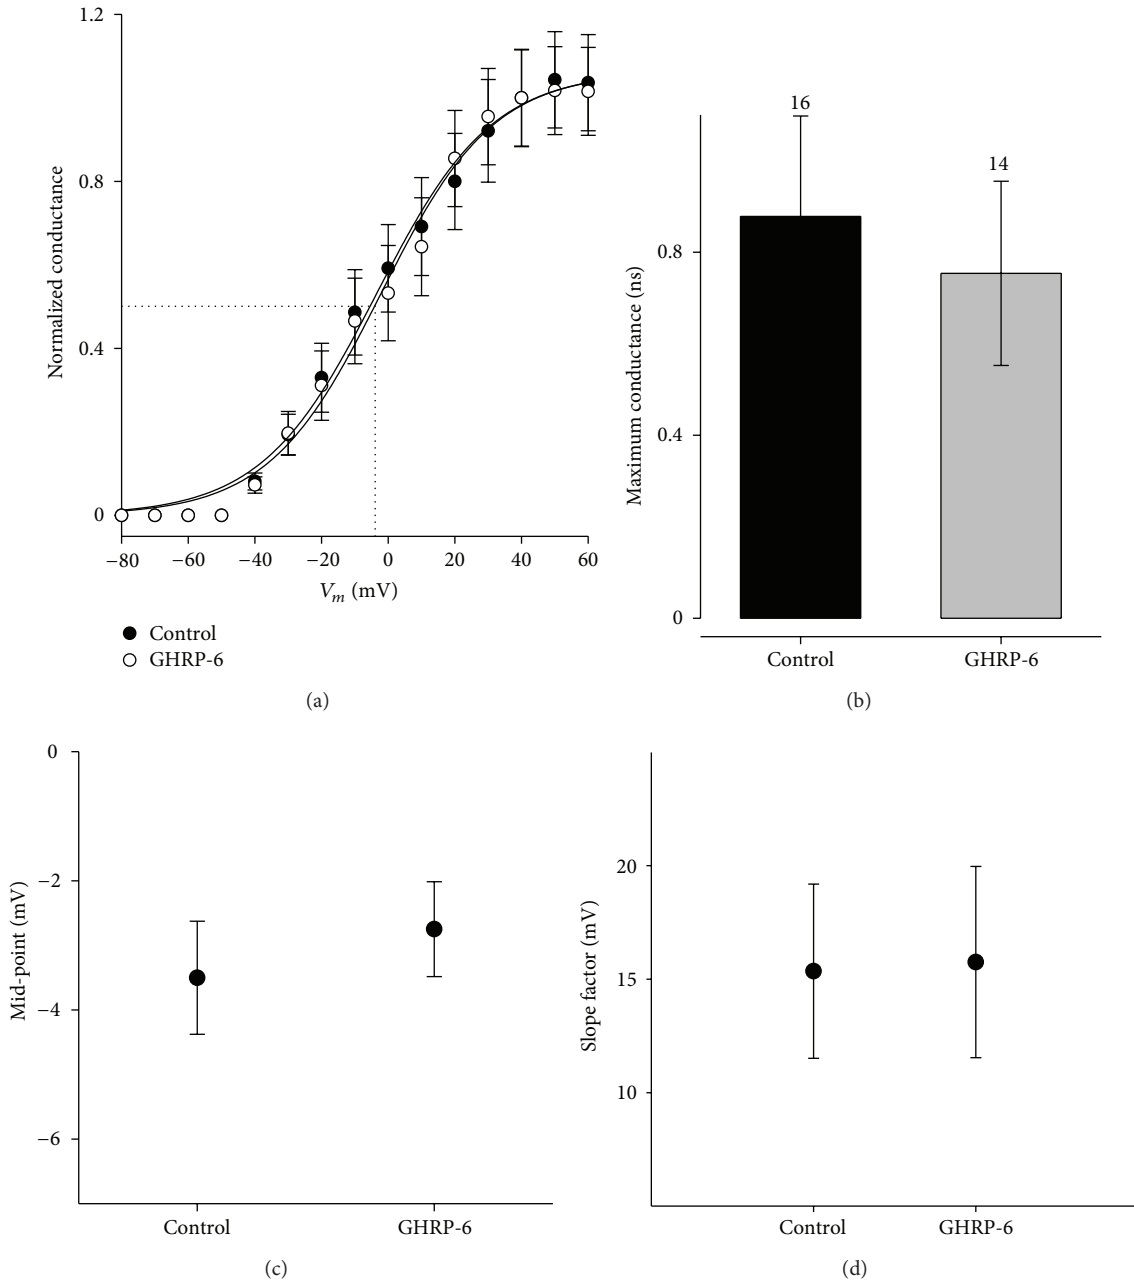 1.2
0.8
0.4
0
Normalized conductance
−80
−60
−40
−20
0
20
40
60
Vm (mV)
Control
GHRP-6
(a)
16
14
0.8
0.4
0
Maximum conductance (ns)
Control
GHRP-6
(b)
0
−2
−4
−6
Mid-point (mV)
Control
GHRP-6
(c)
20
15
10
Slope factor (mV)
Control
GHRP-6
(d)